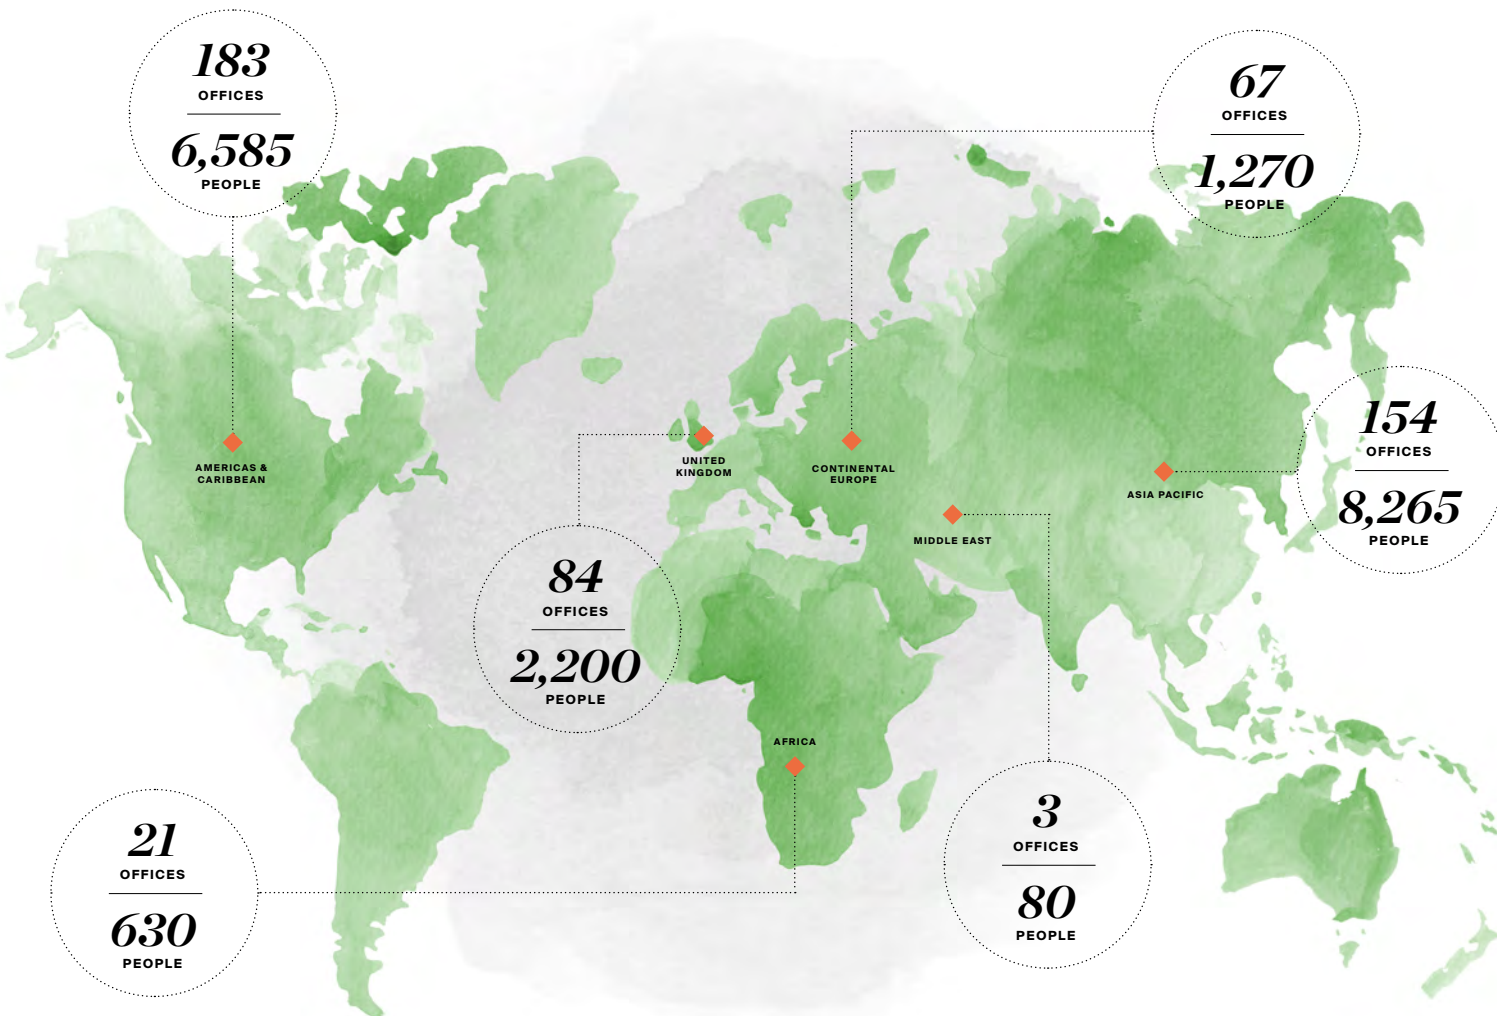 183
OFFICES
6,585
PEOPLE
67
OFFICES
1,270
PEOPLE
154
OFFICES
8,265
PEOPLE
AMERICAS &
CARIBBEAN
UNITED
KINGDOM
CONTINENTAL
EUROPE
ASIA PACIFIC
MIDDLE EAST
84
OFFICES
2,200
PEOPLE
AFRICA
3
OFFICES
80
PEOPLE
21
OFFICES
630
PEOPLE